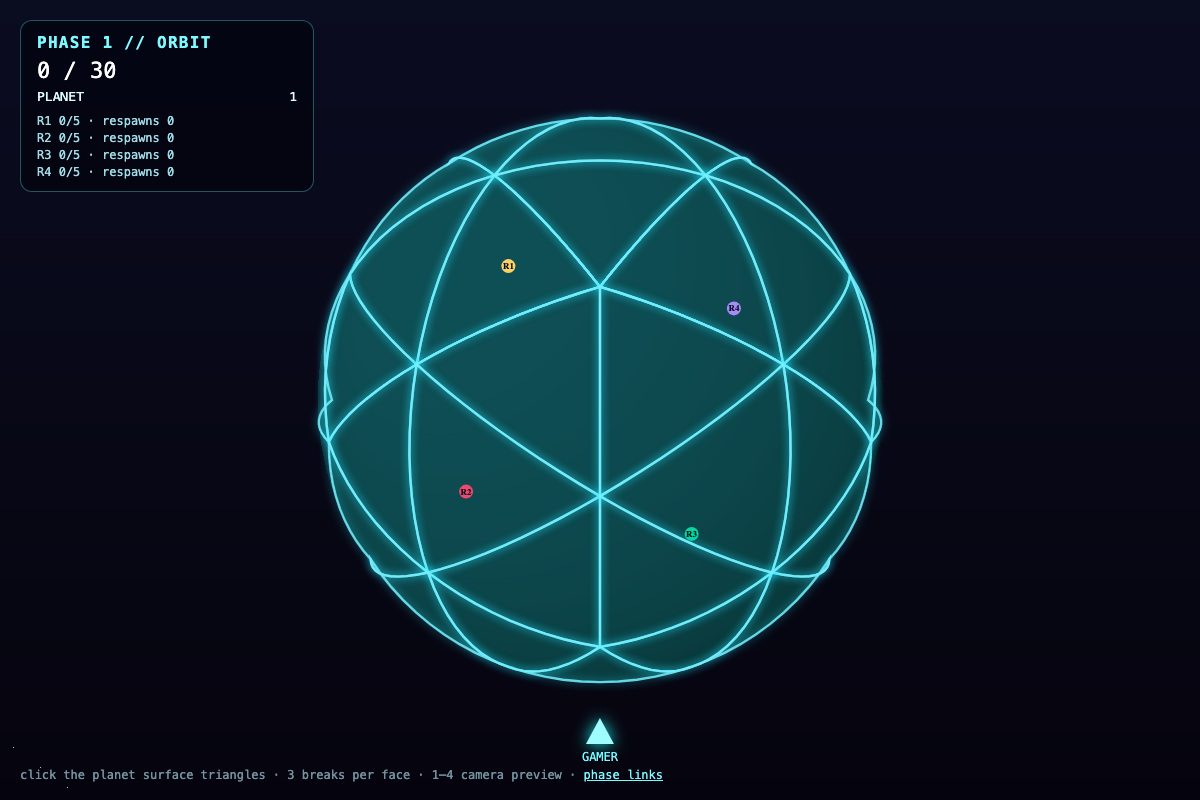 PHASE 1 // ORBIT
0 / 30
PLANET 1
R1 0/5 · respawns 0
R2 0/5 · respawns 0
R3 0/5 · respawns 0
R4 0/5 · respawns 0
R1
R4
R2
R3
GAMER
click the planet surface triangles · 3 breaks per face · 1–4 camera preview · phase links